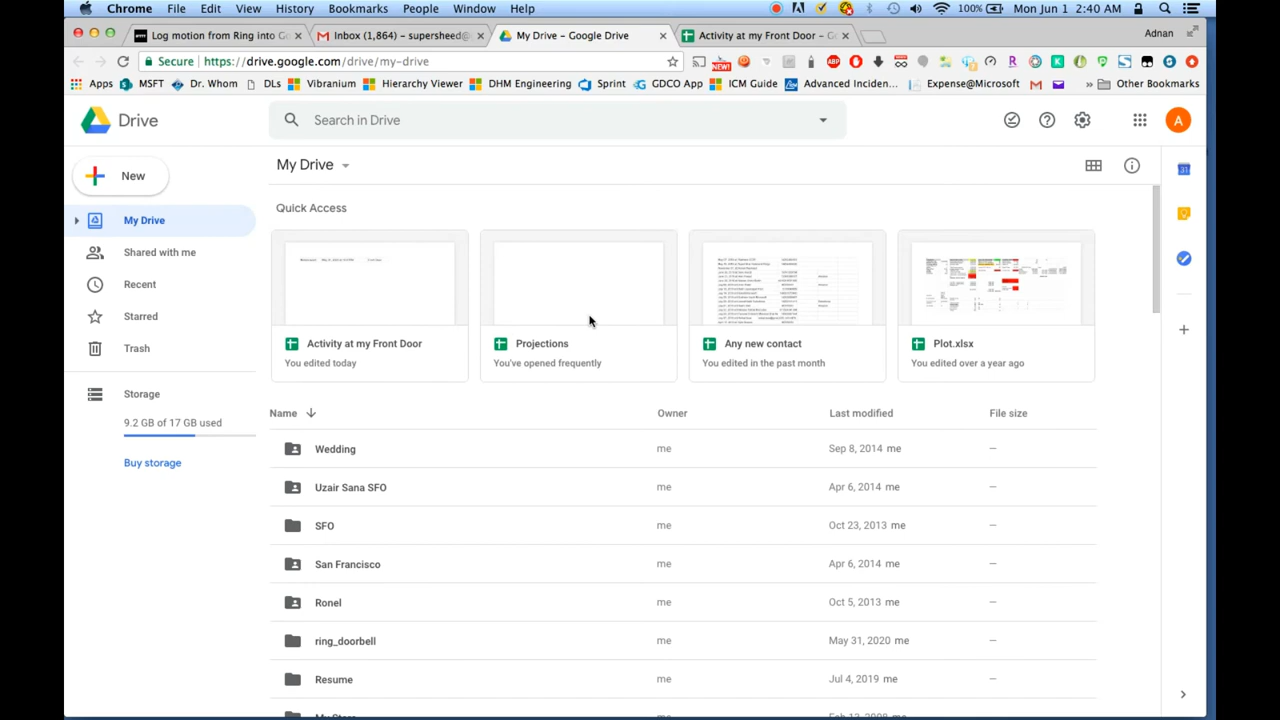 Chrome File Edit View History Bookmarks People Window Help 100% Mon Jun 1 2:40 AM
Log motion from Ring into G Inbox (1,864) – supersheed@ My Drive – Google Drive Activity at my Front Door – G Adnan
Secure https://drive.google.com/drive/my-drive
Apps MSFT Dr. Whom DLs Vibranium Hierarchy Viewer DHM Engineering Sprint GDCO App ICM Guide Advanced Inciden... Expense@Microsoft » Other Bookmarks
Drive Search in Drive A
New
My Drive
Shared with me
Recent
Starred
Trash
Storage
9.2 GB of 17 GB used
Buy storage
My Drive
Quick Access
Activity at my Front Door
You edited today
Projections
You've opened frequently
Any new contact
You edited in the past month
Plot.xlsx
You edited over a year ago
Name Owner Last modified File size
Wedding me Sep 8, 2014 me –
Uzair Sana SFO me Apr 6, 2014 me –
SFO me Oct 23, 2013 me –
San Francisco me Apr 6, 2014 me –
Ronel me Oct 5, 2013 me –
ring_doorbell me May 31, 2020 me –
Resume me Jul 4, 2019 me –